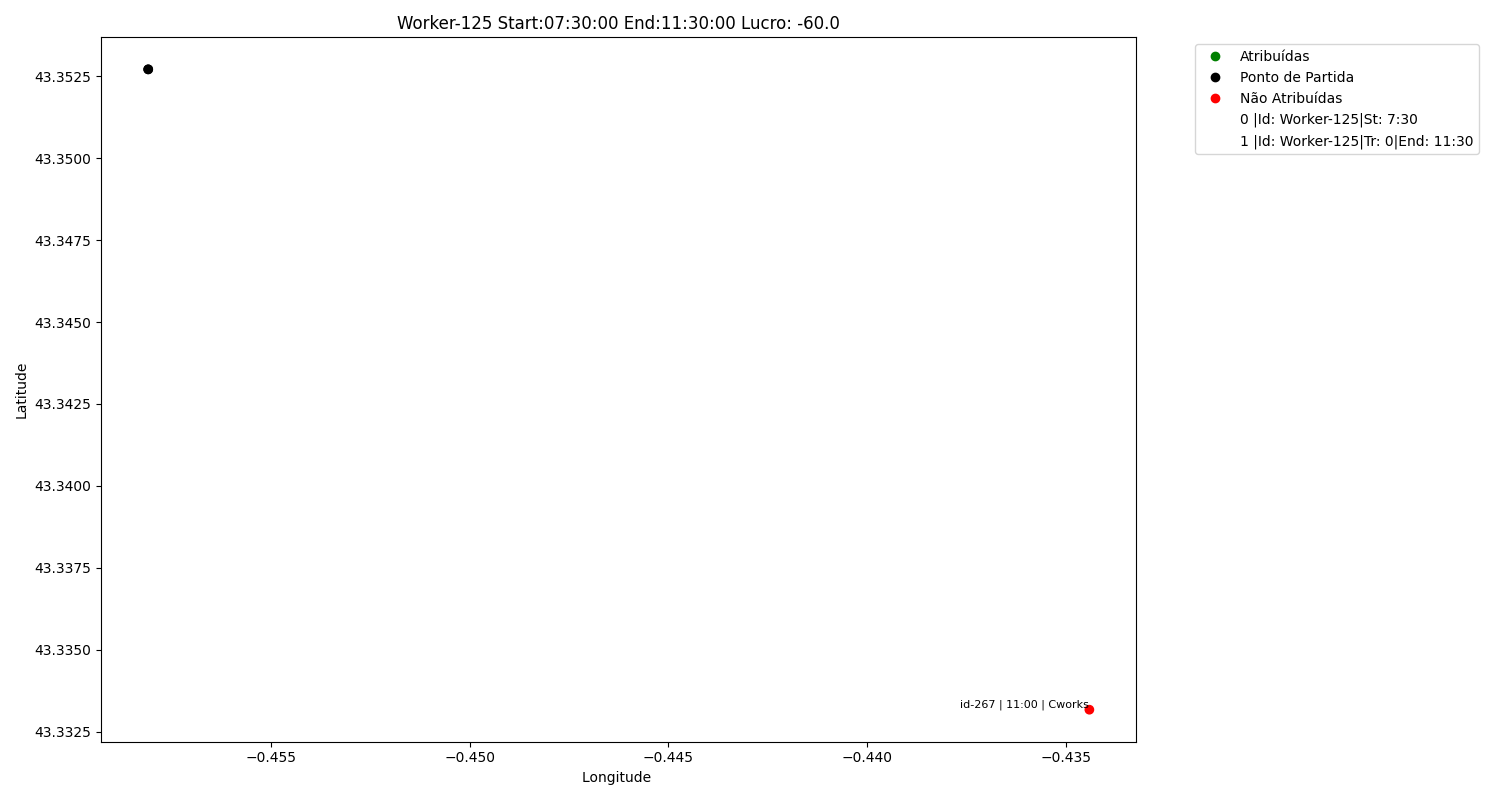 Worker-125 Start:07:30:00 End:11:30:00 Lucro: -60.0
Atribuídas
Ponto de Partida
Não Atribuídas
0 |Id: Worker-125|St: 7:30
1 |Id: Worker-125|Tr: 0|End: 11:30
Latitude
43.3525
43.3500
43.3475
43.3450
43.3425
43.3400
43.3375
43.3350
43.3325
id-267 | 11:00 | Cworks
−0.455
−0.450
−0.445
−0.440
−0.435
Longitude